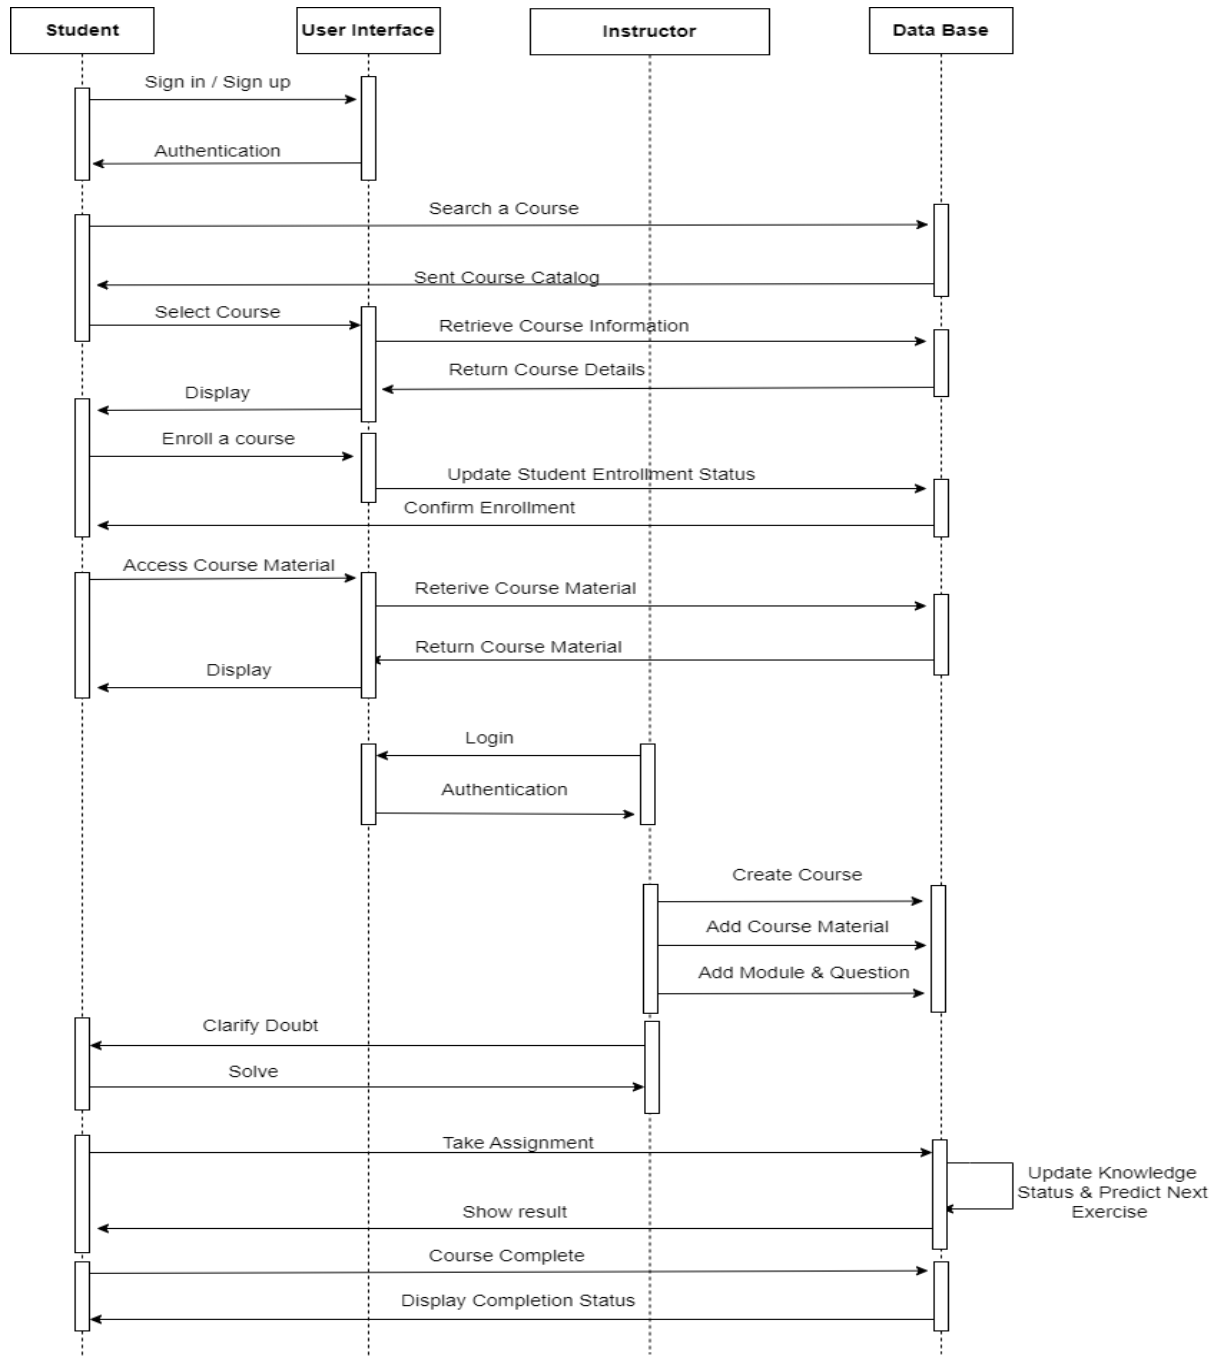 Student
User Interface
Instructor
Data Base
Sign in / Sign up
Authentication
Search a Course
Sent Course Catalog
Select Course
Retrieve Course Information
Return Course Details
Display
Enroll a course
Update Student Entrollment Status
Confirm Enrollment
Access Course Material
Reterive Course Material
Return Course Material
Display
Login
Authentication
Create Course
Add Course Material
Add Module & Question
Clarify Doubt
Solve
Take Assignment
Update Knowledge
Status & Predict Next
Exercise
Show result
Course Complete
Display Completion Status